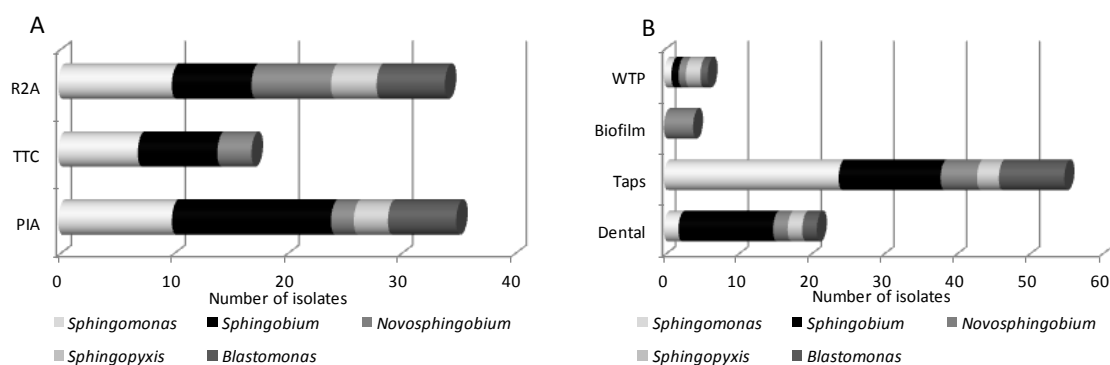 A
R2A
TTC
PIA
0 10 20 30 40
Number of isolates
Sphingomonas Sphingobium Novosphingobium
Sphingopyxis Blastomonas
B
WTP
Biofilm
Taps
Dental
0 10 20 30 40 50 60
Number of isolates
Sphingomonas Sphingobium Novosphingobium
Sphingopyxis Blastomonas